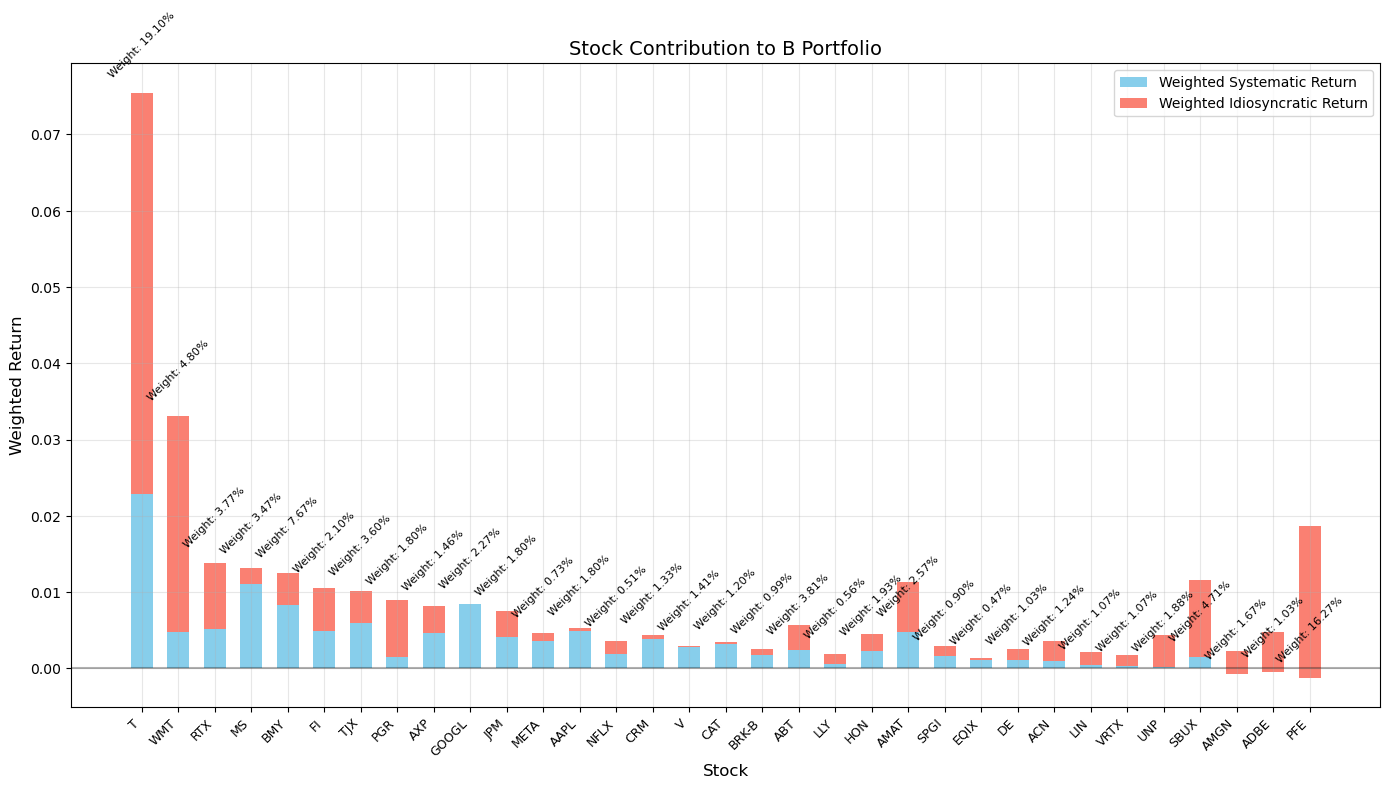 Stock Contribution to B Portfolio
Weighted Systematic Return
Weighted Idiosyncratic Return
Weighted Return
0.07
0.06
0.05
0.04
0.03
0.02
0.01
0.00
Weight: 19.10%
Weight: 4.80%
Weight: 3.77%
Weight: 3.47%
Weight: 7.67%
Weight: 2.10%
Weight: 3.60%
Weight: 1.80%
Weight: 1.46%
Weight: 2.27%
Weight: 1.80%
Weight: 0.73%
Weight: 1.80%
Weight: 0.51%
Weight: 1.33%
Weight: 1.41%
Weight: 1.20%
Weight: 0.99%
Weight: 3.81%
Weight: 0.56%
Weight: 1.93%
Weight: 2.57%
Weight: 0.90%
Weight: 0.47%
Weight: 1.03%
Weight: 1.24%
Weight: 1.07%
Weight: 1.07%
Weight: 1.88%
Weight: 4.71%
Weight: 1.67%
Weight: 1.03%
Weight: 16.27%
T
WMT
RTX
MS
BMY
FI
TJX
PGR
AXP
GOOGL
JPM
META
AAPL
NFLX
CRM
V
CAT
BRK-B
ABT
LLY
HON
AMAT
SPGI
EQIX
DE
ACN
LIN
VRTX
UNP
SBUX
AMGN
ADBE
PFE
Stock